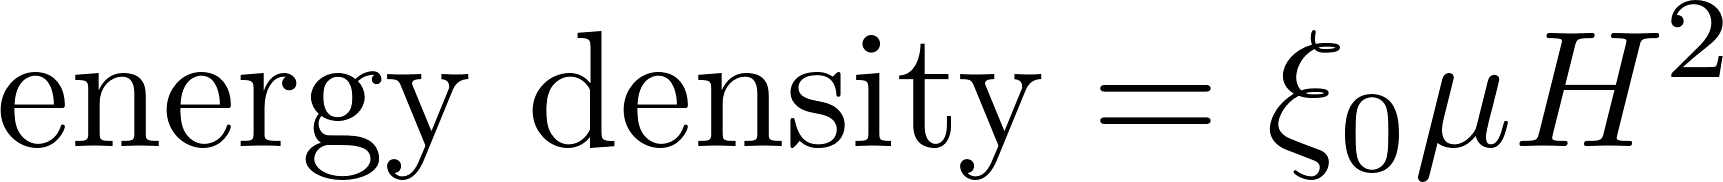 energy density = ξ₀μH²